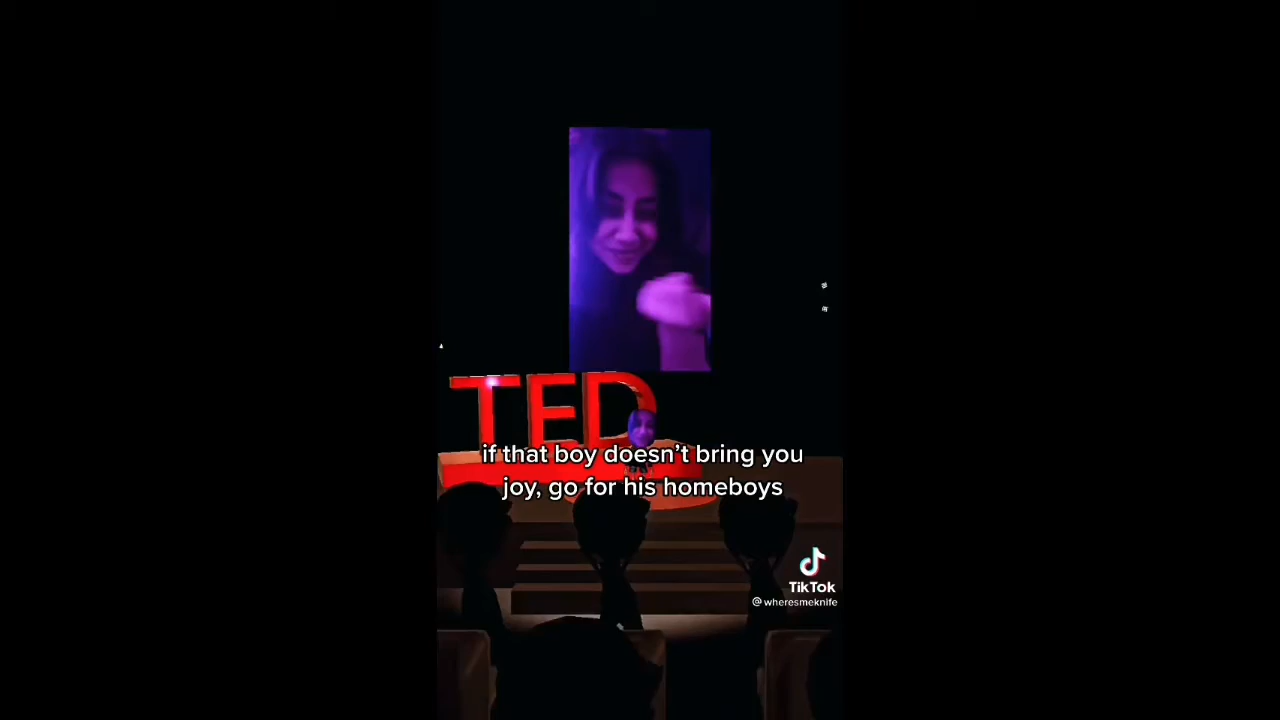 TED
if that boy doesn't bring you
joy, go for his homeboys
TikTok
@wheresmeknife